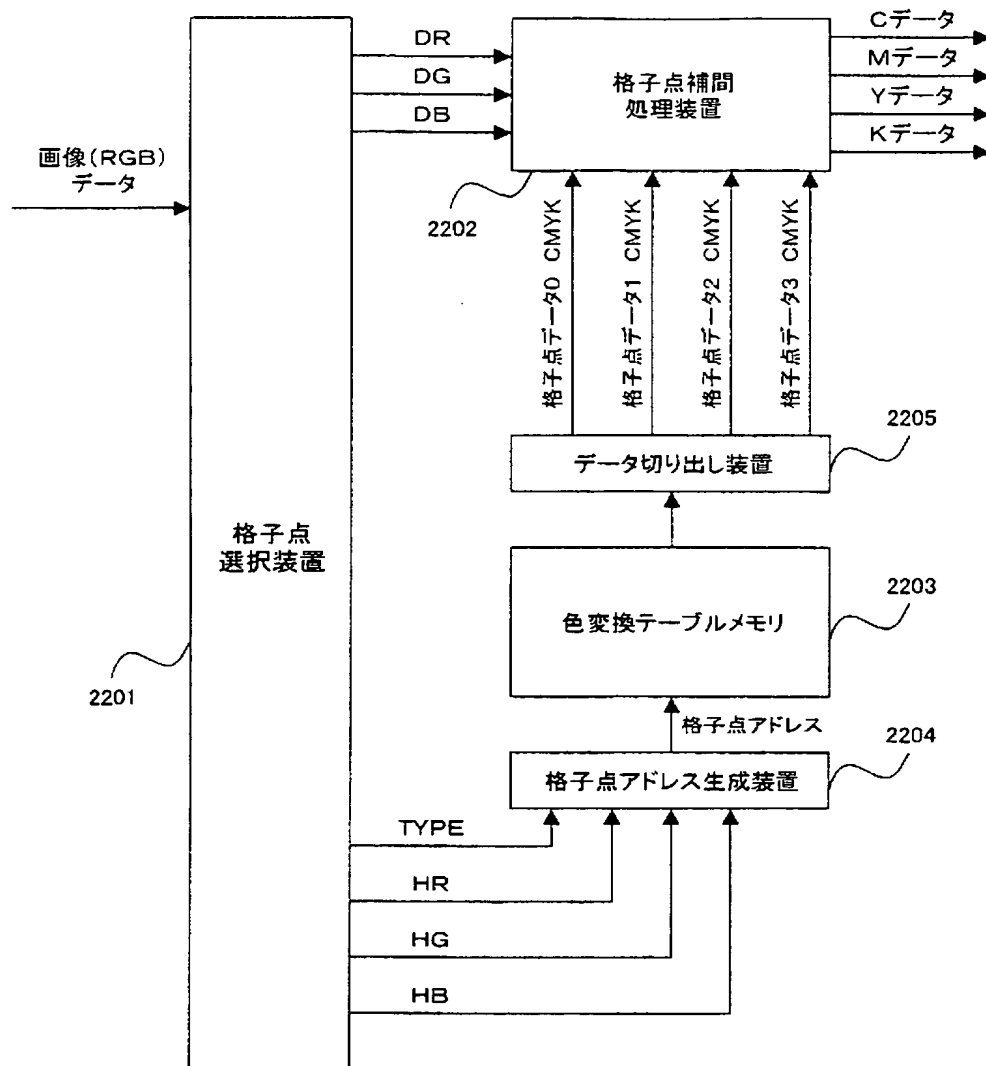 画像(RGB)
データ
格子点
選択装置
2201
DR
DG
DB
格子点補間
処理装置
2202
Cデータ
Mデータ
Yデータ
Kデータ
格子点データ0 CMYK
格子点データ1 CMYK
格子点データ2 CMYK
格子点データ3 CMYK
データ切り出し装置
2205
色変換テーブルメモリ
2203
格子点アドレス
格子点アドレス生成装置
2204
TYPE
HR
HG
HB